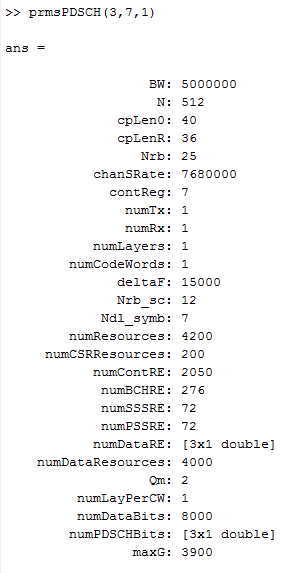 >> prmsPDSCH(3,7,1)
ans =
BW: 5000000
N: 512
cpLen0: 40
cpLenR: 36
Nrb: 25
chanSRate: 7680000
contReg: 7
numTx: 1
numRx: 1
numLayers: 1
numCodeWords: 1
deltaF: 15000
Nrb_sc: 12
Ndl_symb: 7
numResources: 4200
numCSRResources: 200
numContRE: 2050
numBCHRE: 276
numSSSRE: 72
numPSSRE: 72
numDataRE: [3x1 double]
numDataResources: 4000
Qm: 2
numLayPerCW: 1
numDataBits: 8000
numPDSCHBits: [3x1 double]
maxG: 3900